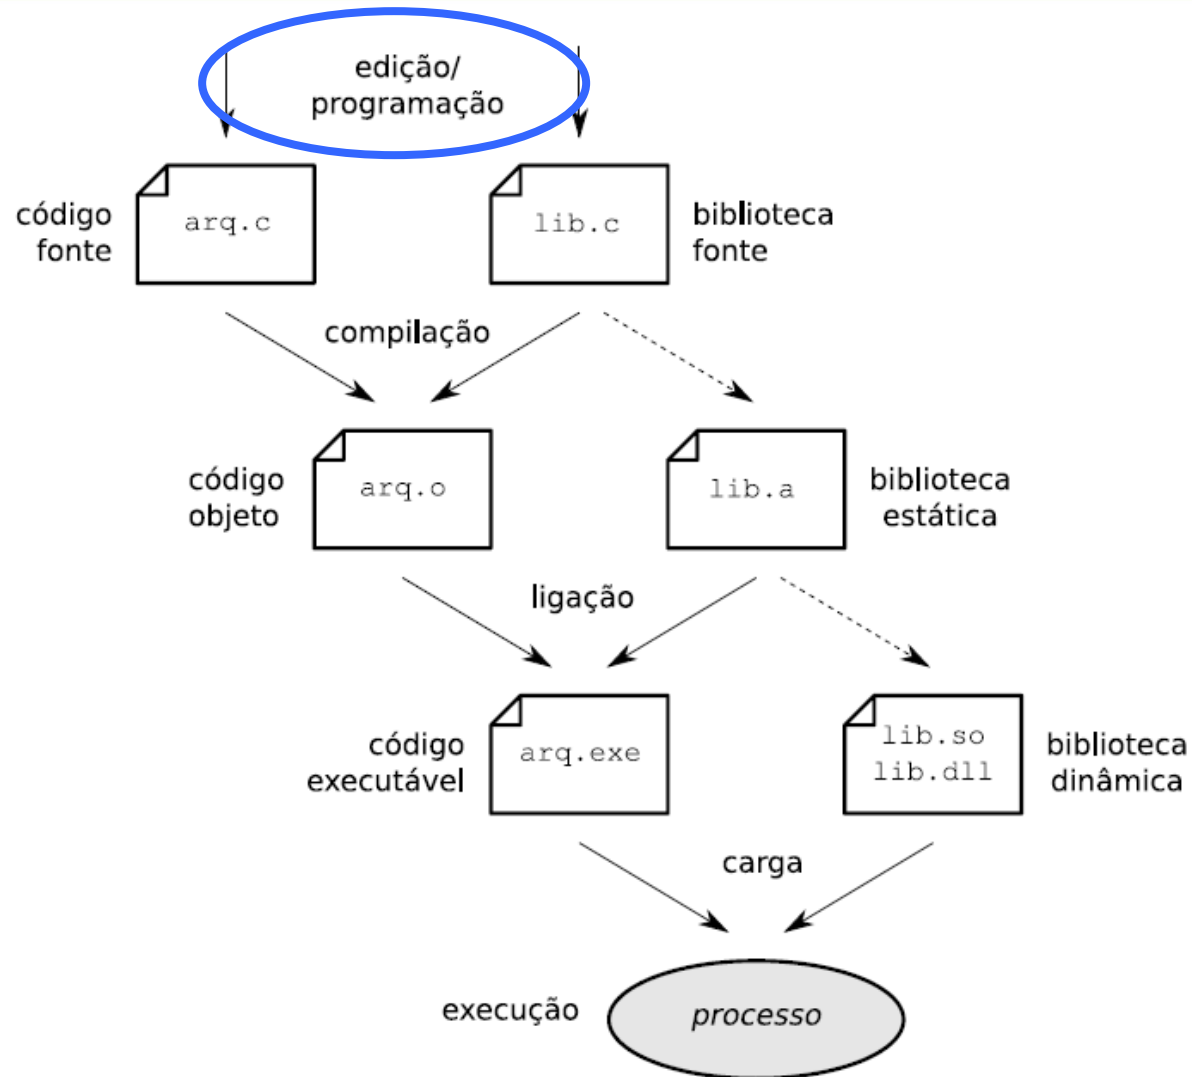 edição/
programação
código
fonte
arq.c
lib.c
biblioteca
fonte
compilação
código
objeto
arq.o
lib.a
biblioteca
estática
ligação
código
executável
arq.exe
lib.so
lib.dll
biblioteca
dinâmica
carga
execução
processo